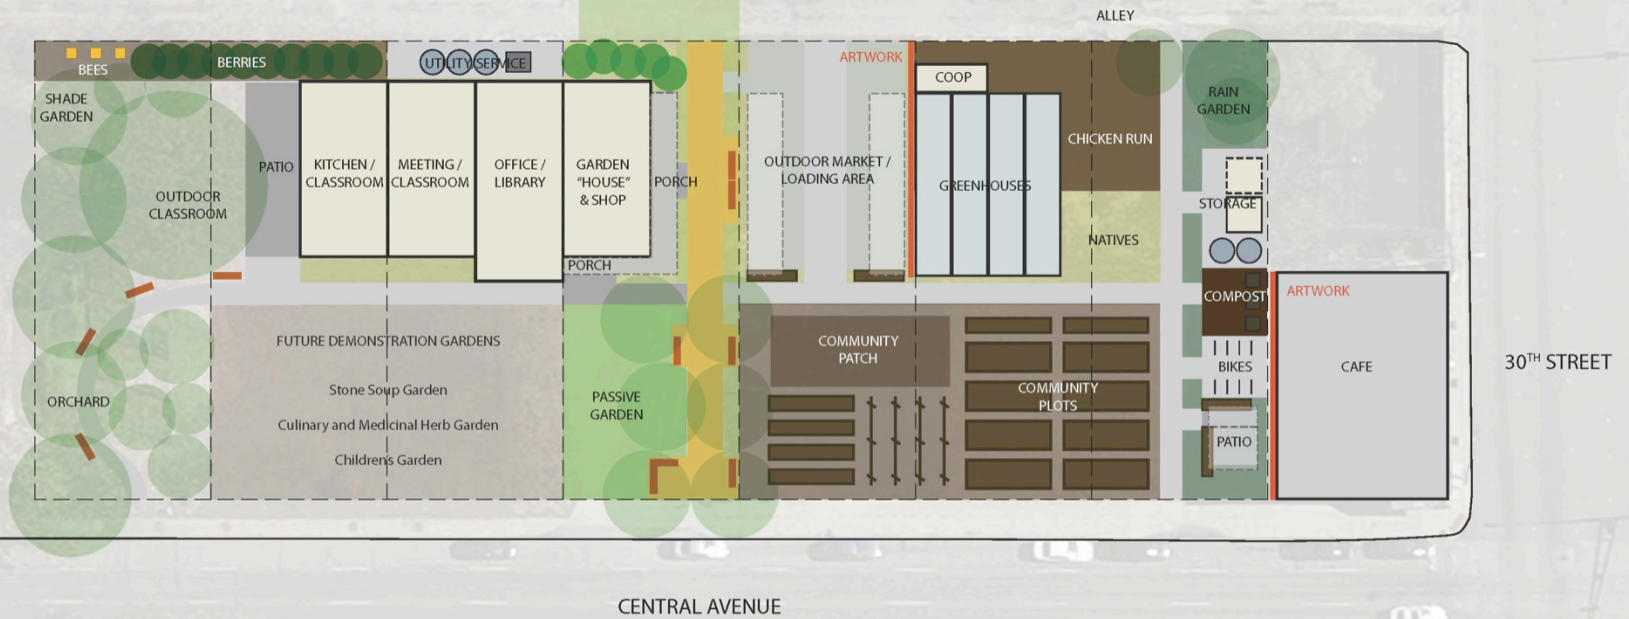 ALLEY
BEES
BERRIES
UTILITY SERVICE
ARTWORK
COOP
SHADE
GARDEN
RAIN
GARDEN
PATIO
KITCHEN /
CLASSROOM
MEETING /
CLASSROOM
OFFICE /
LIBRARY
GARDEN
“HOUSE”
& SHOP
PORCH
OUTDOOR MARKET /
LOADING AREA
GREENHOUSES
CHICKEN RUN
OUTDOOR
CLASSROOM
STORAGE
NATIVES
PORCH
COMPOST
ARTWORK
FUTURE DEMONSTRATION GARDENS
Stone Soup Garden
Culinary and Medicinal Herb Garden
Children's Garden
COMMUNITY
PATCH
BIKES
CAFE
30TH STREET
ORCHARD
PASSIVE
GARDEN
COMMUNITY
PLOTS
PATIO
CENTRAL AVENUE